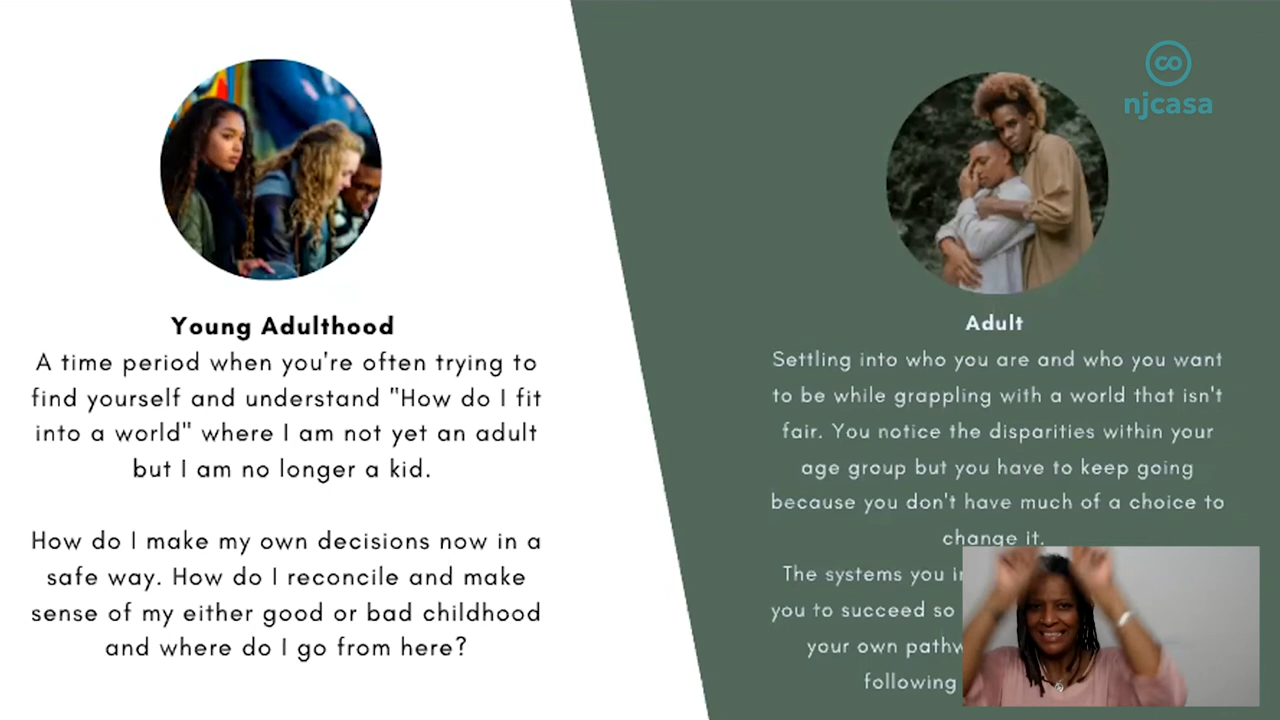 njcasa
Young Adulthood
A time period when you're often trying to
find yourself and understand "How do I fit
into a world" where I am not yet an adult
but I am no longer a kid.
How do I make my own decisions now in a
safe way. How do I reconcile and make
sense of my either good or bad childhood
and where do I go from here?
Adult
Settling into who you are and who you want
to be while grappling with a world that isn't
fair. You notice the disparities within your
age group but you have to keep going
because you don't have much of a choice to
change it.
The systems you
you to succeed so
your own
following